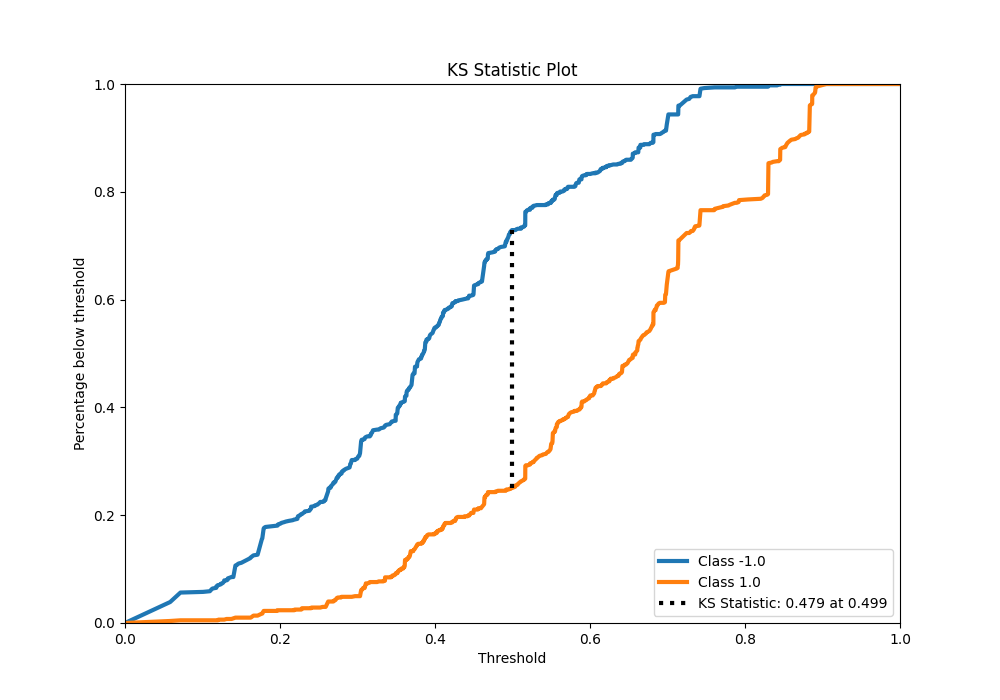 KS Statistic Plot
1.0
0.8
0.6
0.4
0.2
0.0
Percentage below threshold
0.0 0.2 0.4 0.6 0.8 1.0
Threshold
Class -1.0
Class 1.0
KS Statistic: 0.479 at 0.499